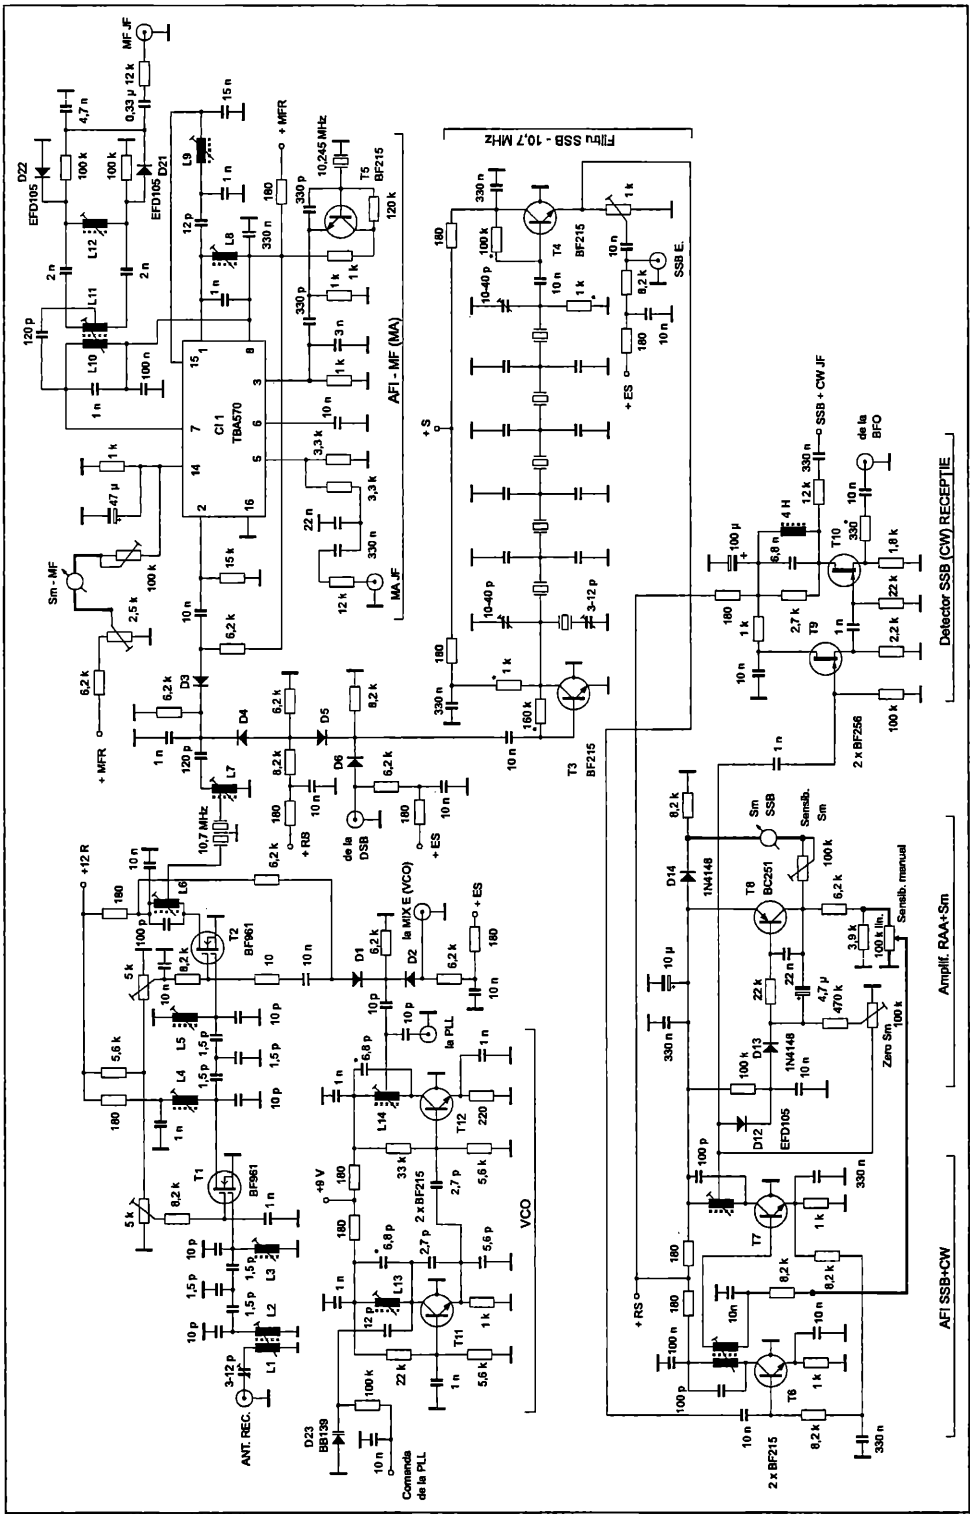 ANT. REC.
3-12 p
L1
L2
10 p
1,5 p
1,5 p
1,5 p
10 p
L3
5 k
8,2 k
T1
BF961
1 n
180
5,6 k
1 n
L4
10 p
1,5 p
1,5 p
1,5 p
L5
10 p
5 k
10 n
8,2 k
T2
BF961
10
10 n
+12 R
180
100 p
10 n
L6
6,2 k
10,7 MHz
L7
120 p
1 n
6,2 k
D3
D4
D5
D6
6,2 k
8,2 k
180
10 n
+ RB
8,2 k
de la
DSB
6,2 k
180
10 n
+ ES
D1
D2
6,2 k
la MIX E (VCO)
6,2 k
180
+ ES
10 n
10 p
10 p
la PLL
VCO
D23
BB139
100 k
10 n
Comanda
de la PLL
1 n
12 p
L13
6,8 p
2,7 p
22 k
T11
1 n
5,6 k
1 k
5,6 p
180
+9 V
180
2 x BF215
33 k
2,7 p
5,6 k
1 n
6,8 p
L14
T12
220
1 n
+ MFR
6,2 k
2,5 k
Sm - MF
100 k
47 µ
1 k
10 n
15 k
6,2 k
CI 1
TBA570
2
14
7
15
1
8
3
6
5
16
1 n
100 n
120 p
L10
L11
2 n
2 n
L12
EFD105
D22
EFD105
D21
100 k
100 k
4,7 n
0,33 µ
12 k
MF JF
12 p
L9
1 n
15 n
1 n
L8
330 n
180
+ MFR
10,245 MHz
T5
BF215
330 p
330 p
120 k
1 k
1 k
3 n
1 k
10 n
3,3 k
3,3 k
22 n
330 n
12 k
MA JF
AFI - MF (MA)
Filtru SSB - 10,7 MHz
+ S
180
180
330 n
1 k
160 k
10 n
T3
BF215
10-40 p
3-12 p
10-40 p
1 k
10 n
100 k
330 n
T4
BF215
1 k
10 n
SSB E.
8,2 k
180
10 n
+ ES
AFI SSB+CW
10 n
2 x BF215
8,2 k
330 n
T6
1 k
10 n
100 p
100 n
180
+RS
180
10n
8,2 k
8,2 k
T7
1 k
330 n
100 p
Amplif. RAA+Sm
330 n
10 µ
100 k
D12
EFD105
D13
1N4148
10 n
22 k
22 n
4,7 µ
470 k
Zero Sm
100 k
T8
BC251
D14
1N4148
8,2 k
Sm
SSB
Sensib.
Sm
100 k
6,2 k
3,9 k
100 k lin.
Sensib. manual
Detector SSB (CW) RECEPTIE
1 n
2 x BF256
100 k
10 n
1 k
180
100 µ
T9
2,2 k
1 n
22 k
2,7 k
6,8 n
4 H
T10
1,8 k
330
10 n
de la
BFO
12 k
330 n
SSB + CW JF